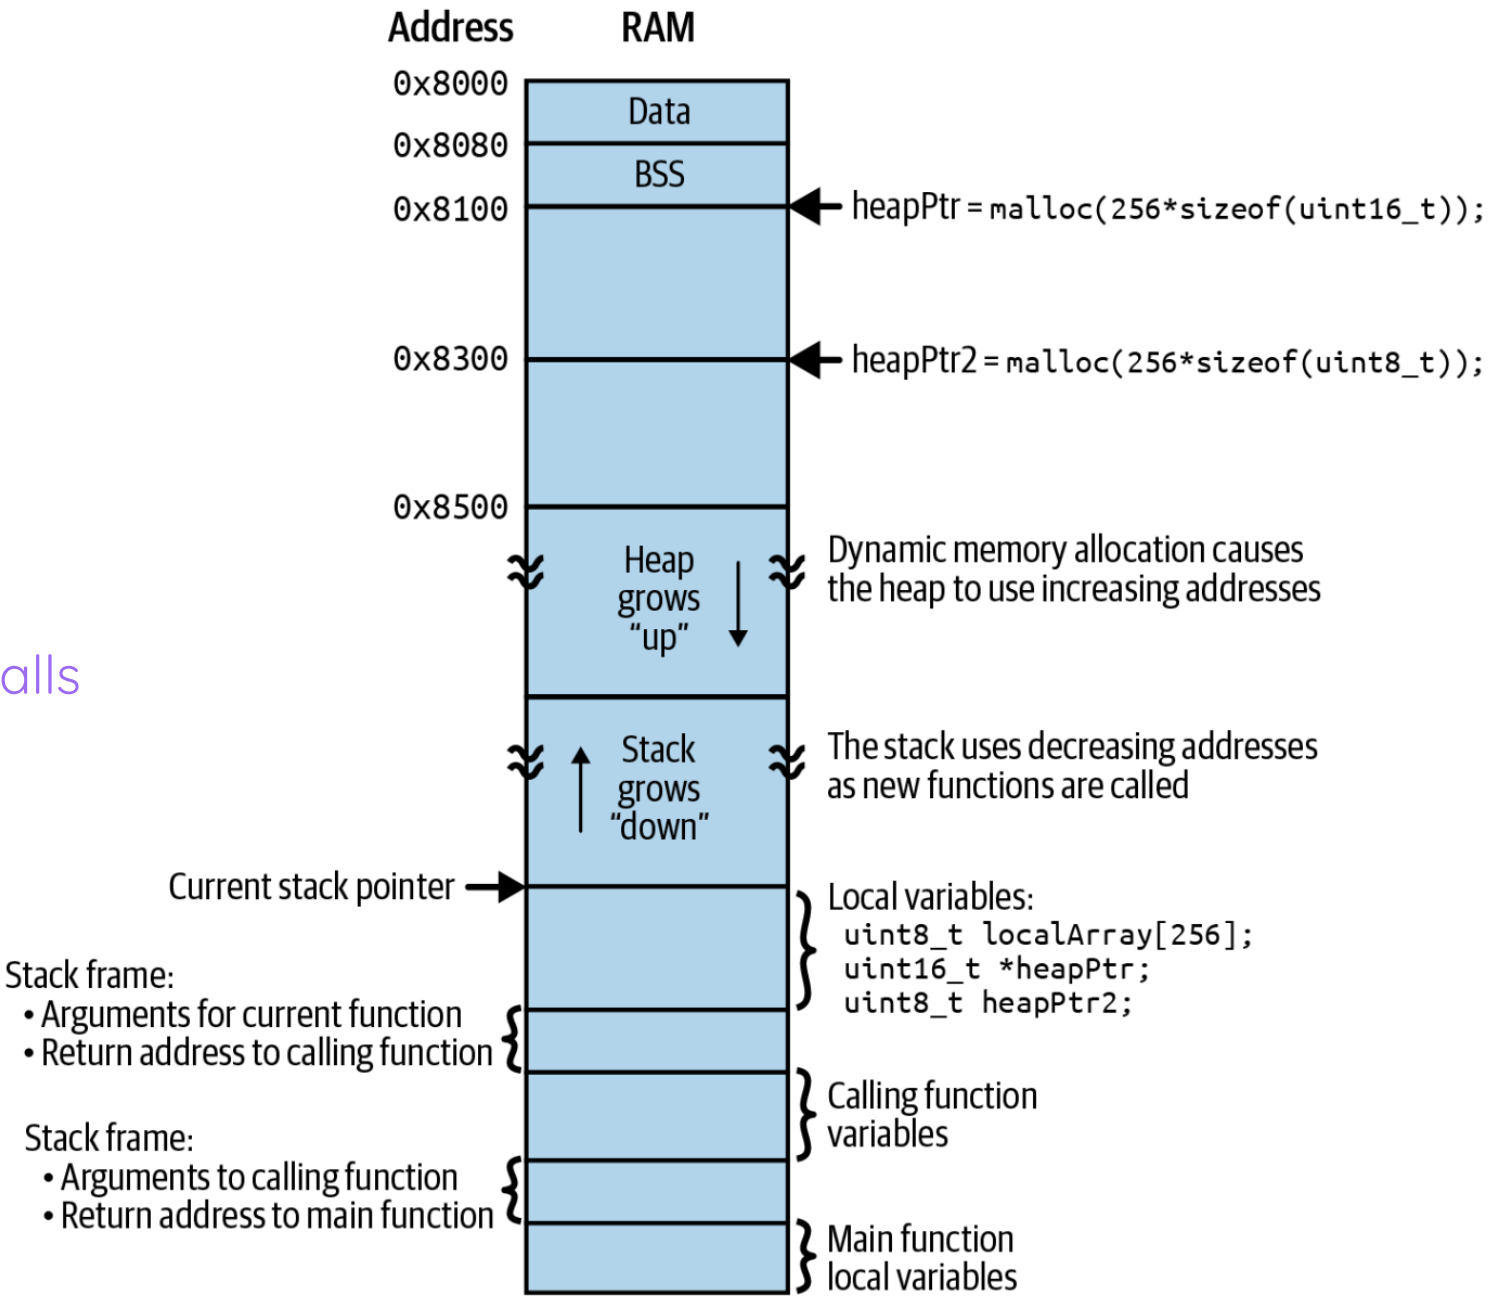 Address
RAM
0x8000
Data
0x8080
BSS
0x8100
heapPtr = malloc(256*sizeof(uint16_t));
0x8300
heapPtr2 = malloc(256*sizeof(uint8_t));
0x8500
Heap
grows
“up”
Dynamic memory allocation causes
the heap to use increasing addresses
alls
Stack
grows
“down”
The stack uses decreasing addresses
as new functions are called
Current stack pointer
Local variables:
uint8_t localArray[256];
uint16_t *heapPtr;
uint8_t heapPtr2;
Stack frame:
• Arguments for current function
• Return address to calling function
Calling function
variables
Stack frame:
• Arguments to calling function
• Return address to main function
Main function
local variables